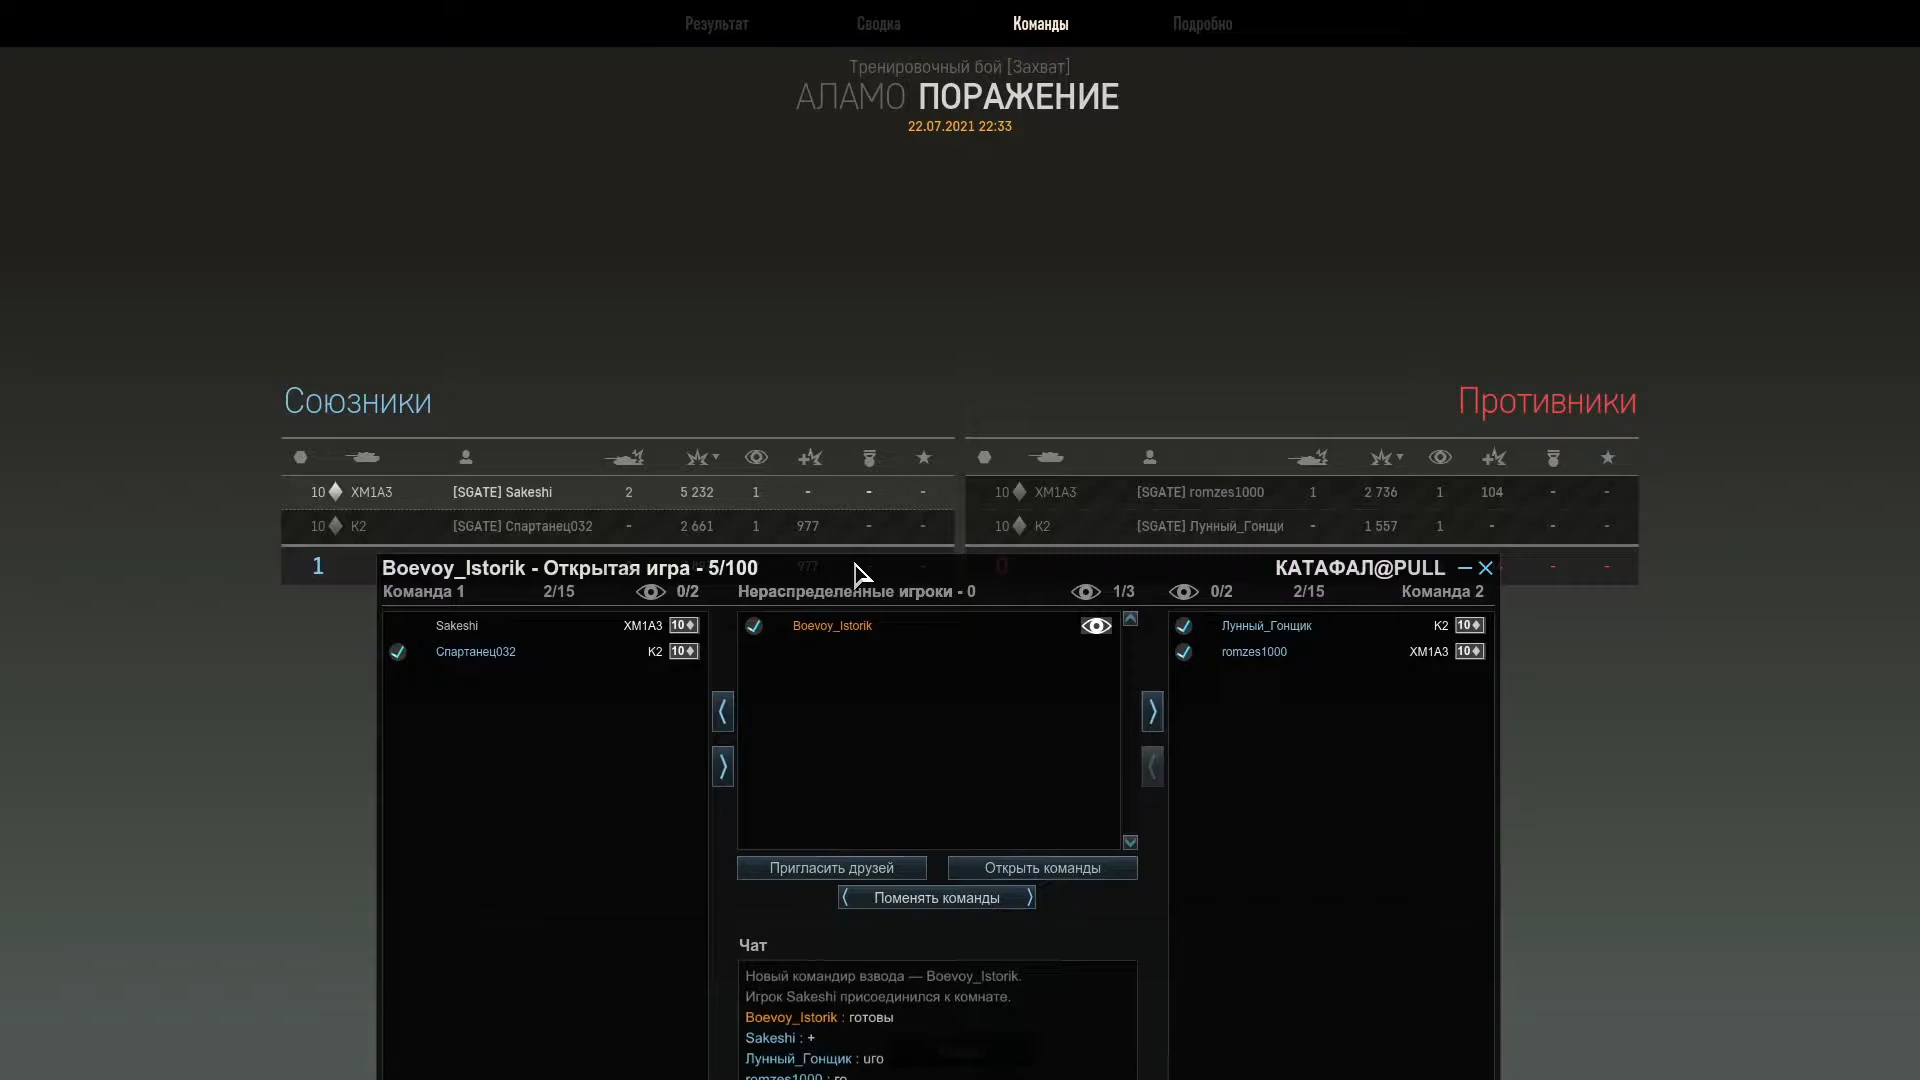 Результат Сводка Команды Подробно
Тренировочный бой [Захват]
АЛАМО ПОРАЖЕНИЕ
22.07.2021 22:33
Союзники Противники
10 XM1A3 [SGATE] Sakeshi 2 5 232 1 - - - 10 XM1A3 [SGATE] romzes1000 1 2 736 1 104 - -
10 K2 [SGATE] Спартанец032 - 2 661 1 977 - - 10 K2 [SGATE] Лунный_Гонщи - 1 557 1 - - -
1 977 0 - -
Boevoy_Istorik - Открытая игра - 5/100 КАТАФАЛ@PULL
Команда 1 2/15 0/2 Нераспределенные игроки - 0 1/3 0/2 2/15 Команда 2
Sakeshi XM1A3 10 Boevoy_Istorik Лунный_Гонщик K2 10
Спартанец032 K2 10 romzes1000 XM1A3 10
Пригласить друзей Открыть команды
Поменять команды
Чат
Новый командир взвода — Boevoy_Istorik.
Игрок Sakeshi присоединился к комнате.
Boevoy_Istorik : готовы
Sakeshi : +
Лунный_Гонщик : uго
romzes1000 : го